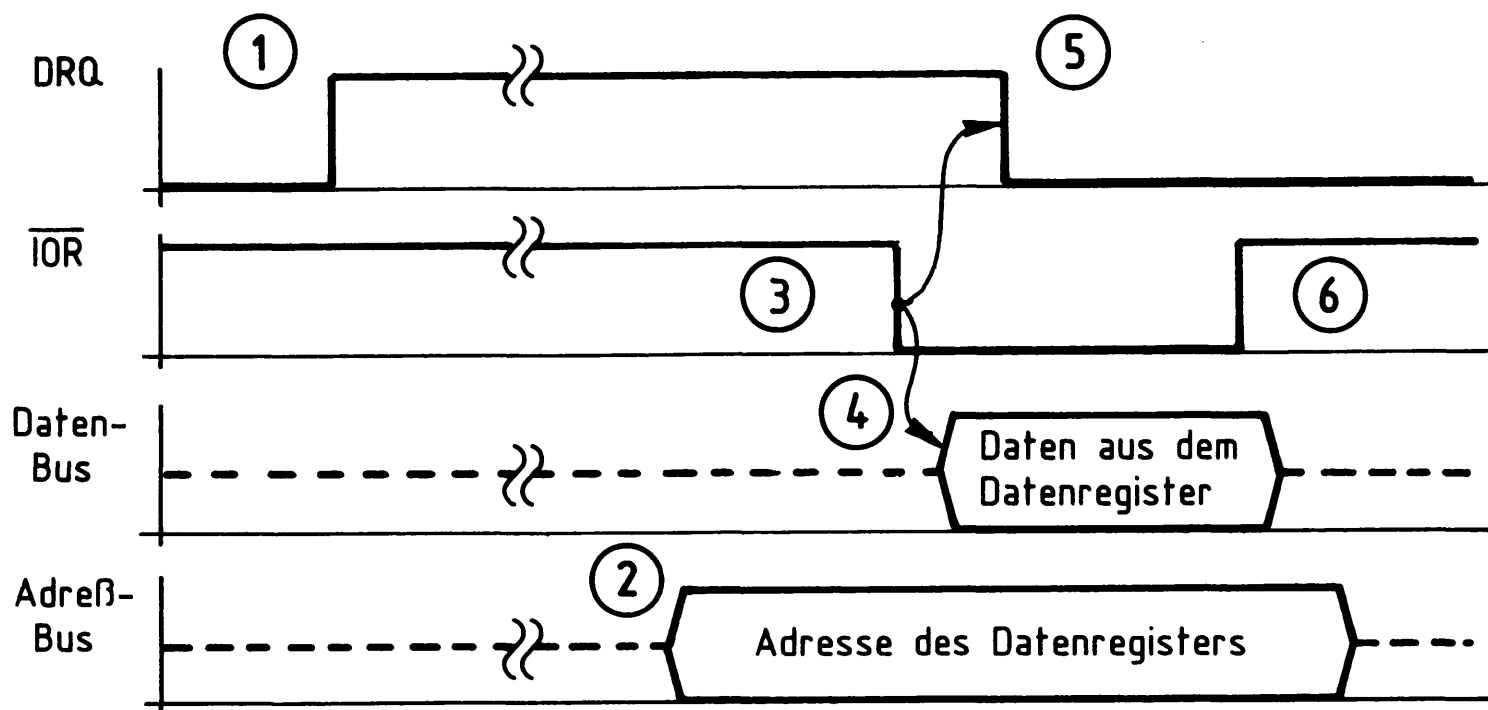 1
5
DRQ
IOR
3
6
Daten-
Bus
4
Daten aus dem
Datenregister
Adreß-
Bus
2
Adresse des Datenregisters